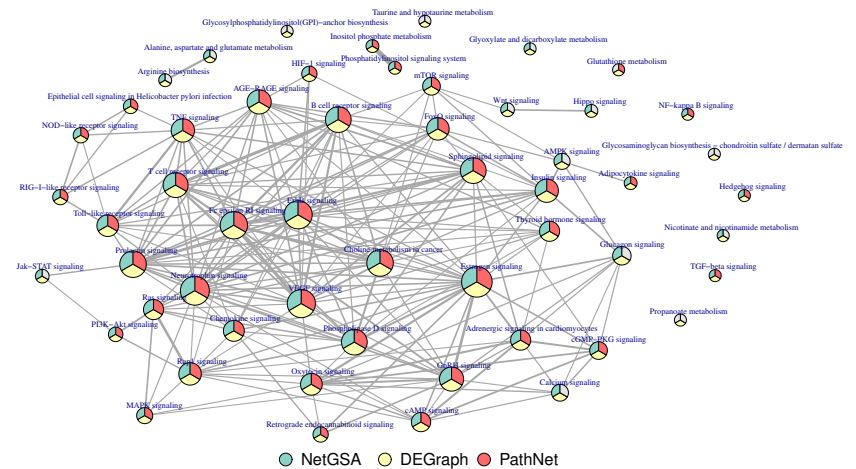 Taurine and hypotaurine metabolism
Glycosylphosphatidylinositol(GPI)−anchor biosynthesis
Inositol phosphate metabolism
Glyoxylate and dicarboxylate metabolism
Alanine, aspartate and glutamate metabolism
Phosphatidylinositol signaling system
HIF−1 signaling
Glutathione metabolism
Arginine biosynthesis
mTOR signaling
AGE−RAGE signaling
Epithelial cell signaling in Helicobacter pylori infection
Wnt signaling
B cell receptor signaling
Hippo signaling
NF−kappa B signaling
TNF signaling
FoxO signaling
NOD−like receptor signaling
Glycosaminoglycan biosynthesis − chondroitin sulfate / dermatan sulfate
AMPK signaling
Sphingolipid signaling
T cell receptor signaling
Adipocytokine signaling
Insulin signaling
RIG−I−like receptor signaling
Hedgehog signaling
ErbB signaling
Fc epsilon RI signaling
Toll−like receptor signaling
Thyroid hormone signaling
Nicotinate and nicotinamide metabolism
Glucagon signaling
Prolactin signaling
Choline metabolism in cancer
Jak−STAT signaling
Estrogen signaling
TGF−beta signaling
Neurotrophin signaling
VEGF signaling
Ras signaling
Propanoate metabolism
Chemokine signaling
PI3K−Akt signaling
Phospholipase D signaling
Adrenergic signaling in cardiomyocytes
cGMP−PKG signaling
Rap1 signaling
Oxytocin signaling
GnRH signaling
Calcium signaling
MAPK signaling
cAMP signaling
Retrograde endocannabinoid signaling
NetGSA DEGraph PathNet